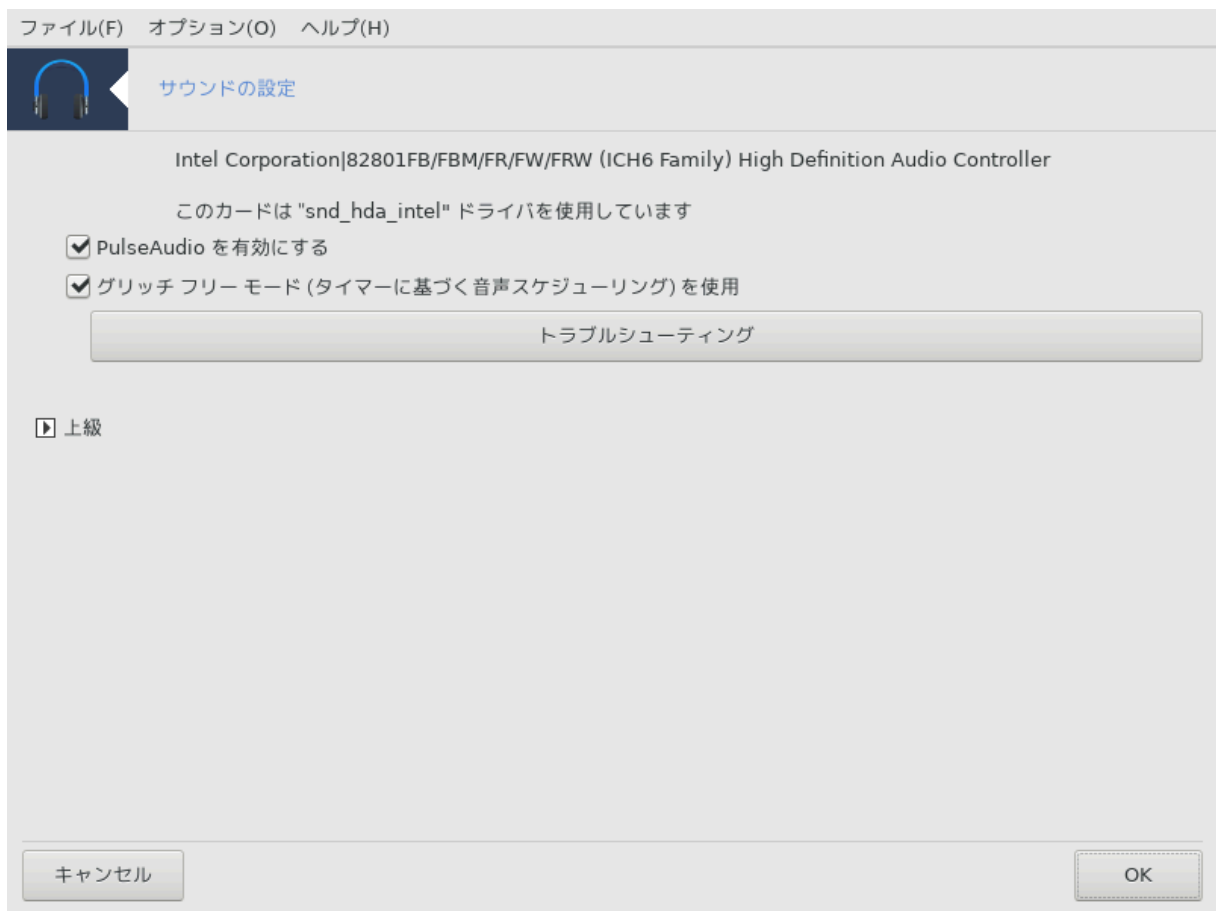 ファイル(F) オプション(O) ヘルプ(H)
サウンドの設定
Intel Corporation|82801FB/FBM/FR/FW/FRW (ICH6 Family) High Definition Audio Controller
このカードは "snd_hda_intel" ドライバを使用しています
PulseAudio を有効にする
グリッチ フリー モード (タイマーに基づく音声スケジューリング) を使用
トラブルシューティング
上級
キャンセル OK